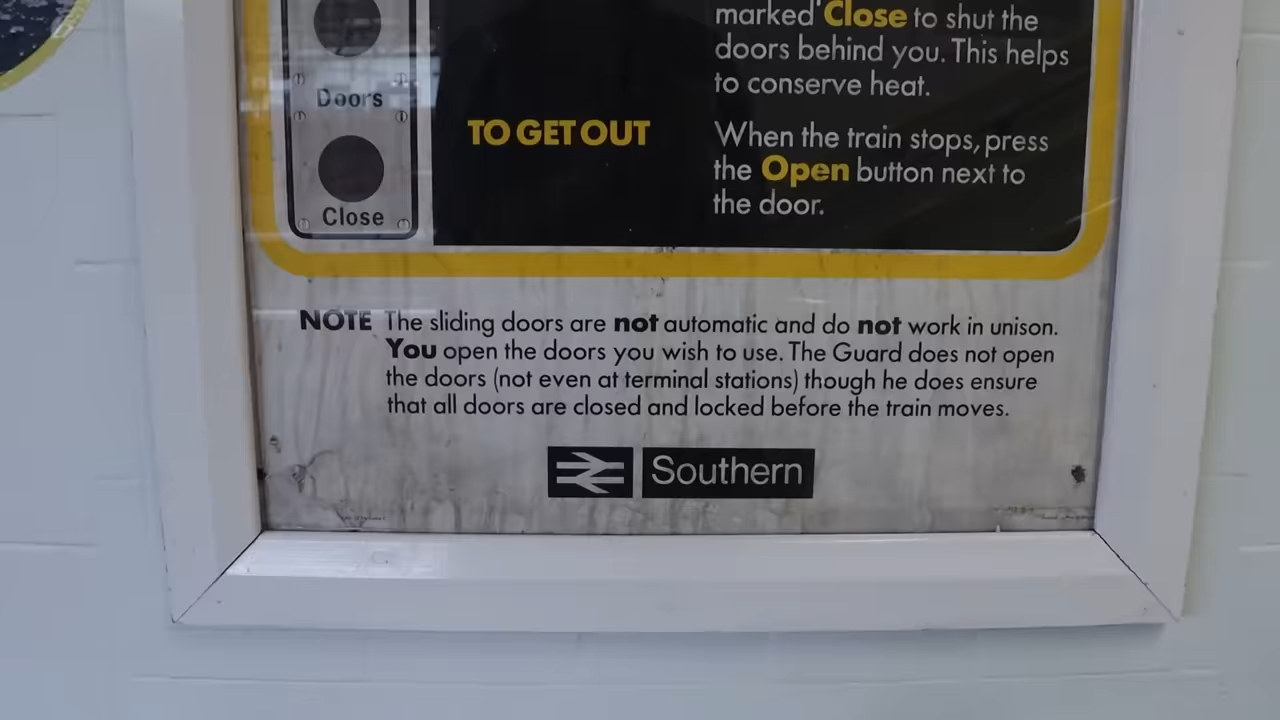 marked Close to shut the
doors behind you. This helps
to conserve heat.
Doors
TO GET OUT
When the train stops, press
the Open button next to
the door.
Close
NOTE The sliding doors are not automatic and do not work in unison.
You open the doors you wish to use. The Guard does not open
the doors (not even at terminal stations) though he does ensure
that all doors are closed and locked before the train moves.
Southern